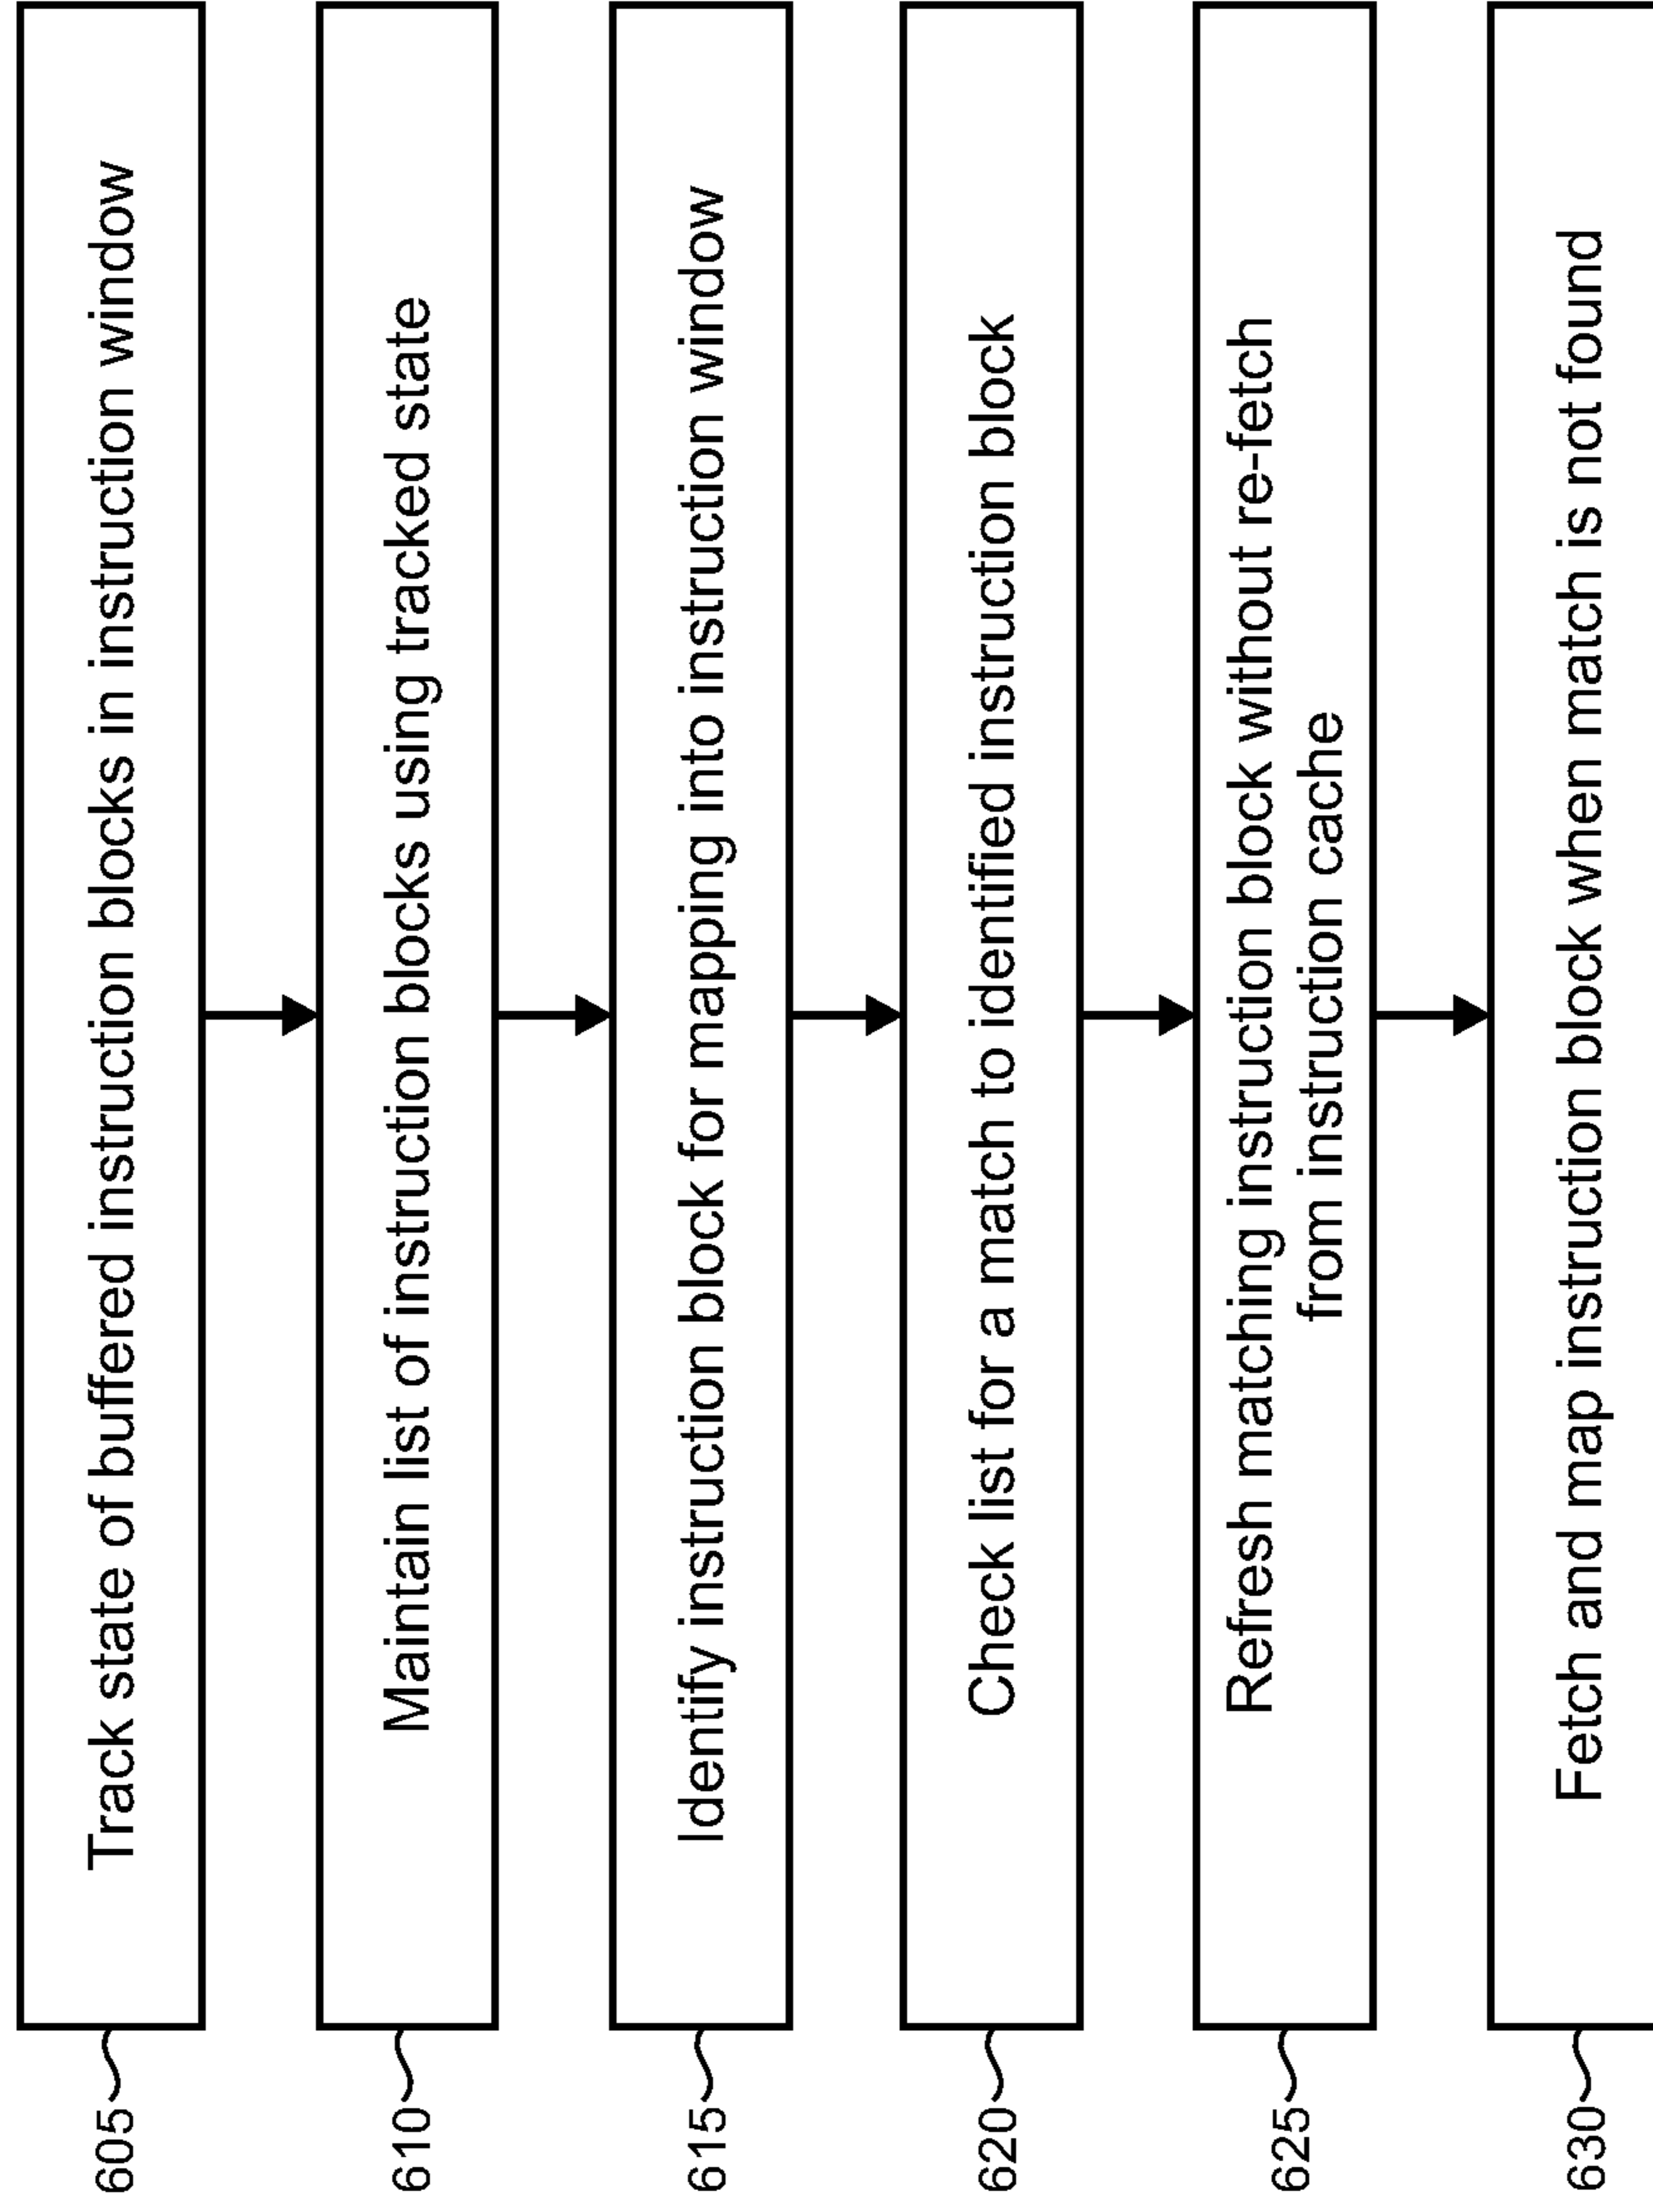 605
Track state of buffered instruction blocks in instruction window
610
Maintain list of instruction blocks using tracked state
615
Identify instruction block for mapping into instruction window
620
Check list for a match to identified instruction block
625
Refresh matching instruction block without re-fetch
from instruction cache
630
Fetch and map instruction block when match is not found